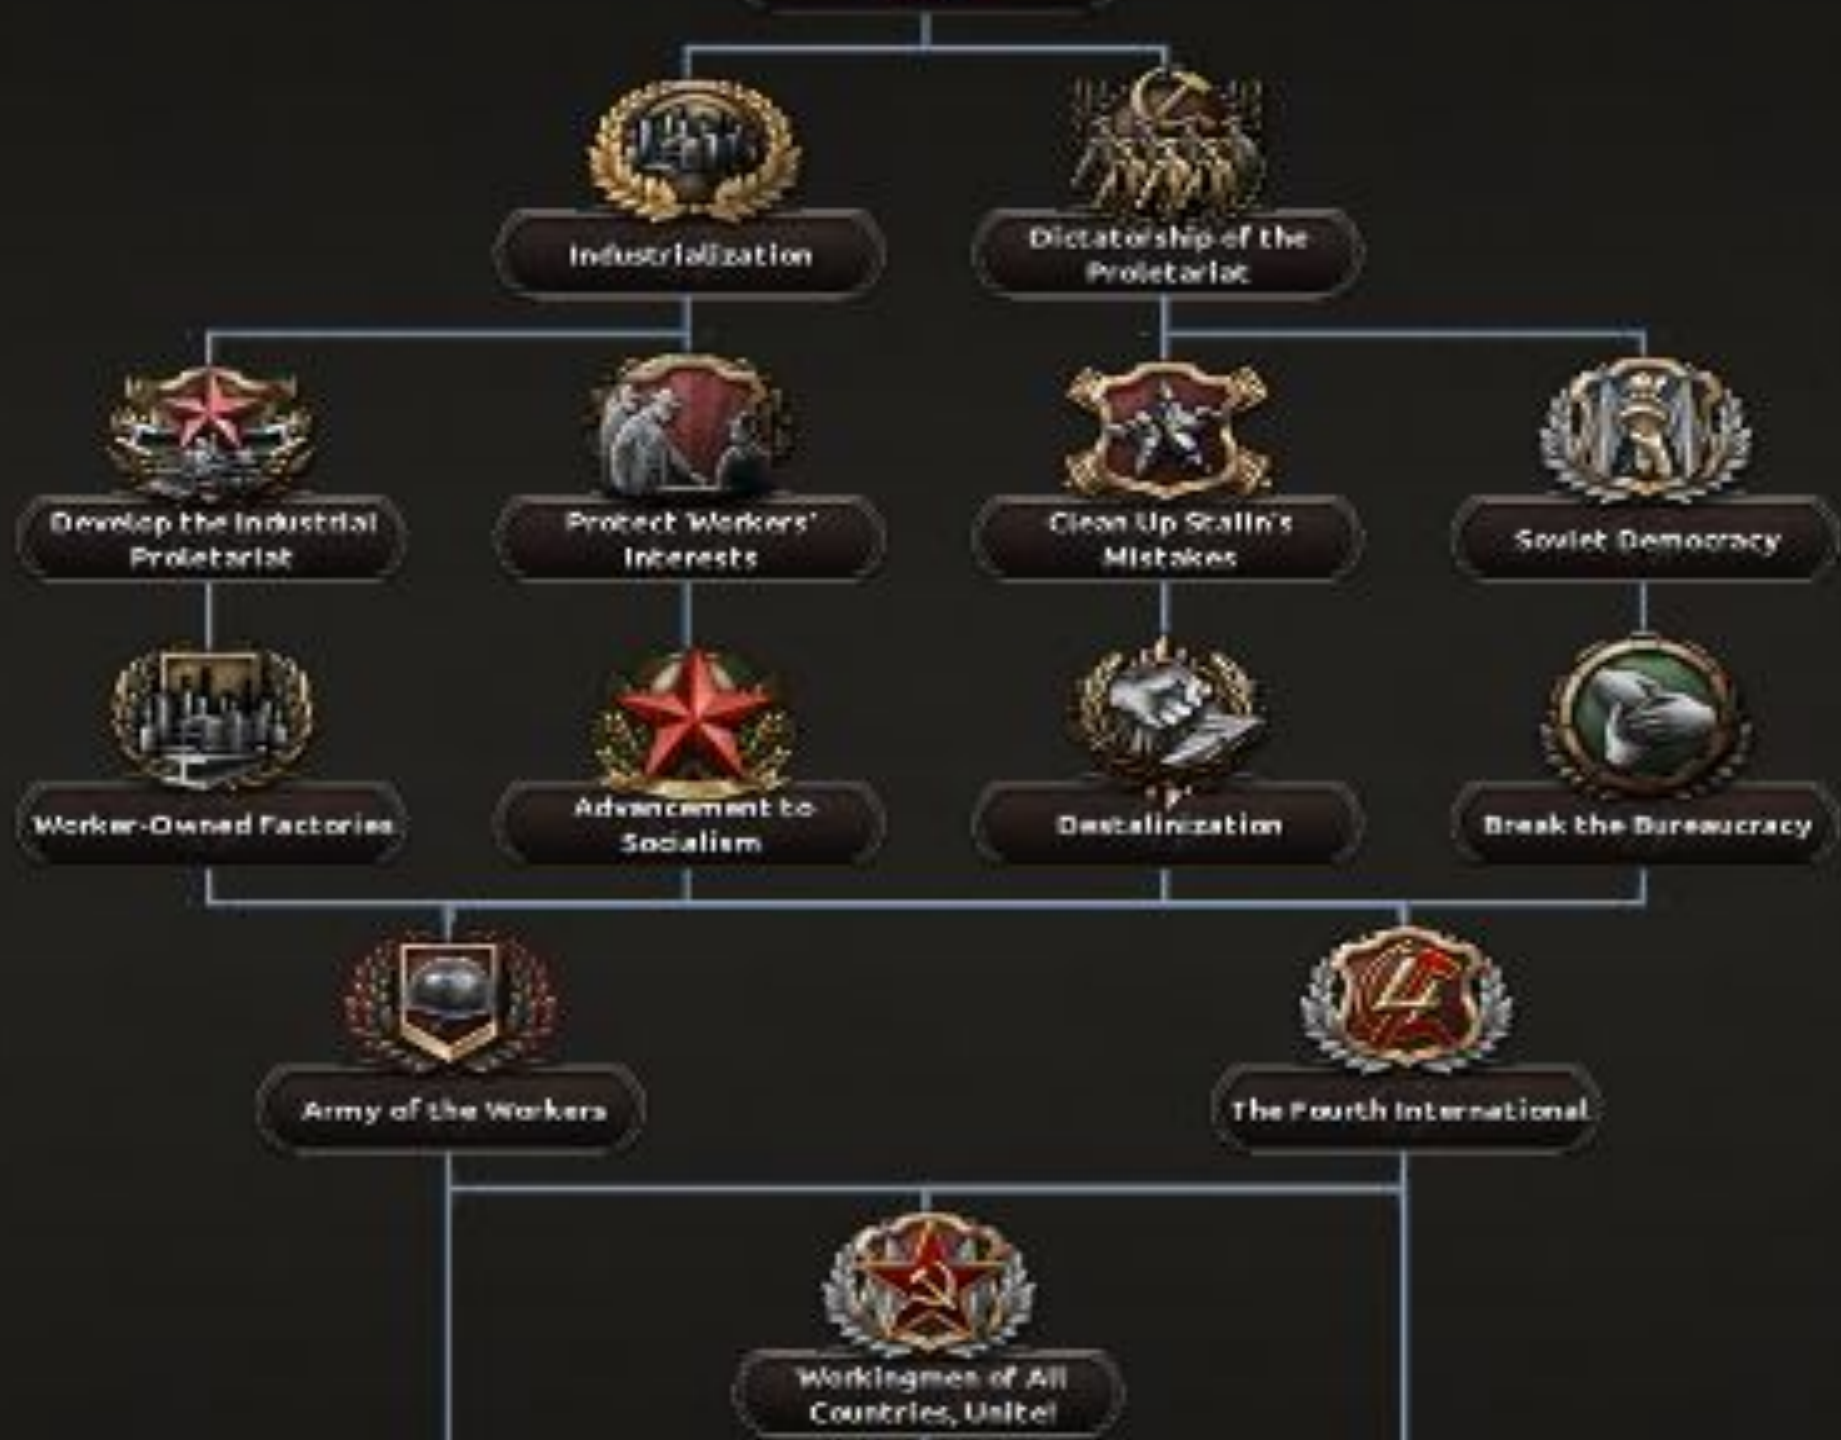 Industrialization
Dictatorship of the
Proletariat
Develop the Industrial
Proletariat
Protect Workers'
Interests
Clean Up Stalin's
Mistakes
Soviet Democracy
Worker-Owned Factories
Advancement to
Socialism
Destalinization
Break the Bureaucracy
Army of the Workers
The Fourth International
Workingmen of All
Countries, Unite!